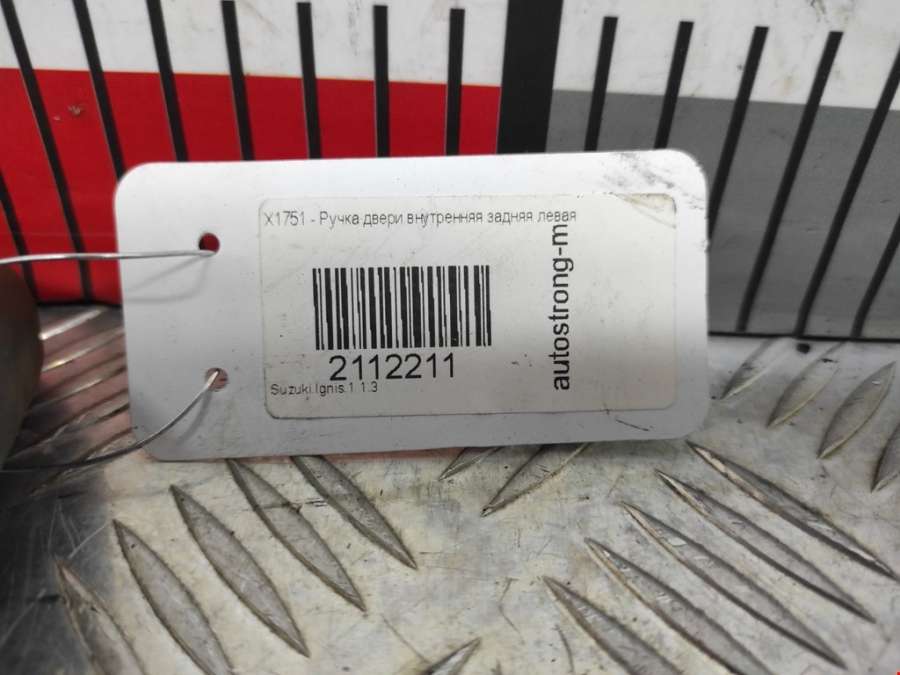 X1751 - Ручка двери внутренняя задняя левая
autostrong-m
2112211
Suzuki Ignis 1 1.3